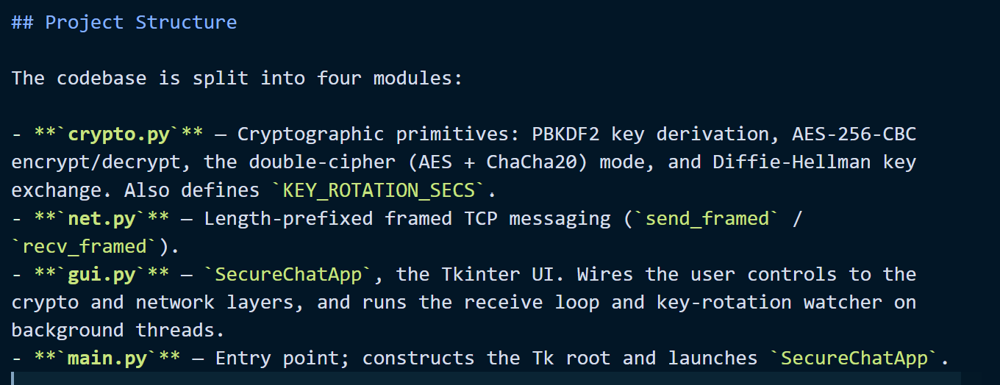 ## Project Structure
The codebase is split into four modules:
- **`crypto.py`** — Cryptographic primitives: PBKDF2 key derivation, AES-256-CBC
encrypt/decrypt, the double-cipher (AES + ChaCha20) mode, and Diffie-Hellman key
exchange. Also defines `KEY_ROTATION_SECS`.
- **`net.py`** — Length-prefixed framed TCP messaging (`send_framed` /
`recv_framed`).
- **`gui.py`** — `SecureChatApp`, the Tkinter UI. Wires the user controls to the
crypto and network layers, and runs the receive loop and key-rotation watcher on
background threads.
- **`main.py`** — Entry point; constructs the Tk root and launches `SecureChatApp`.